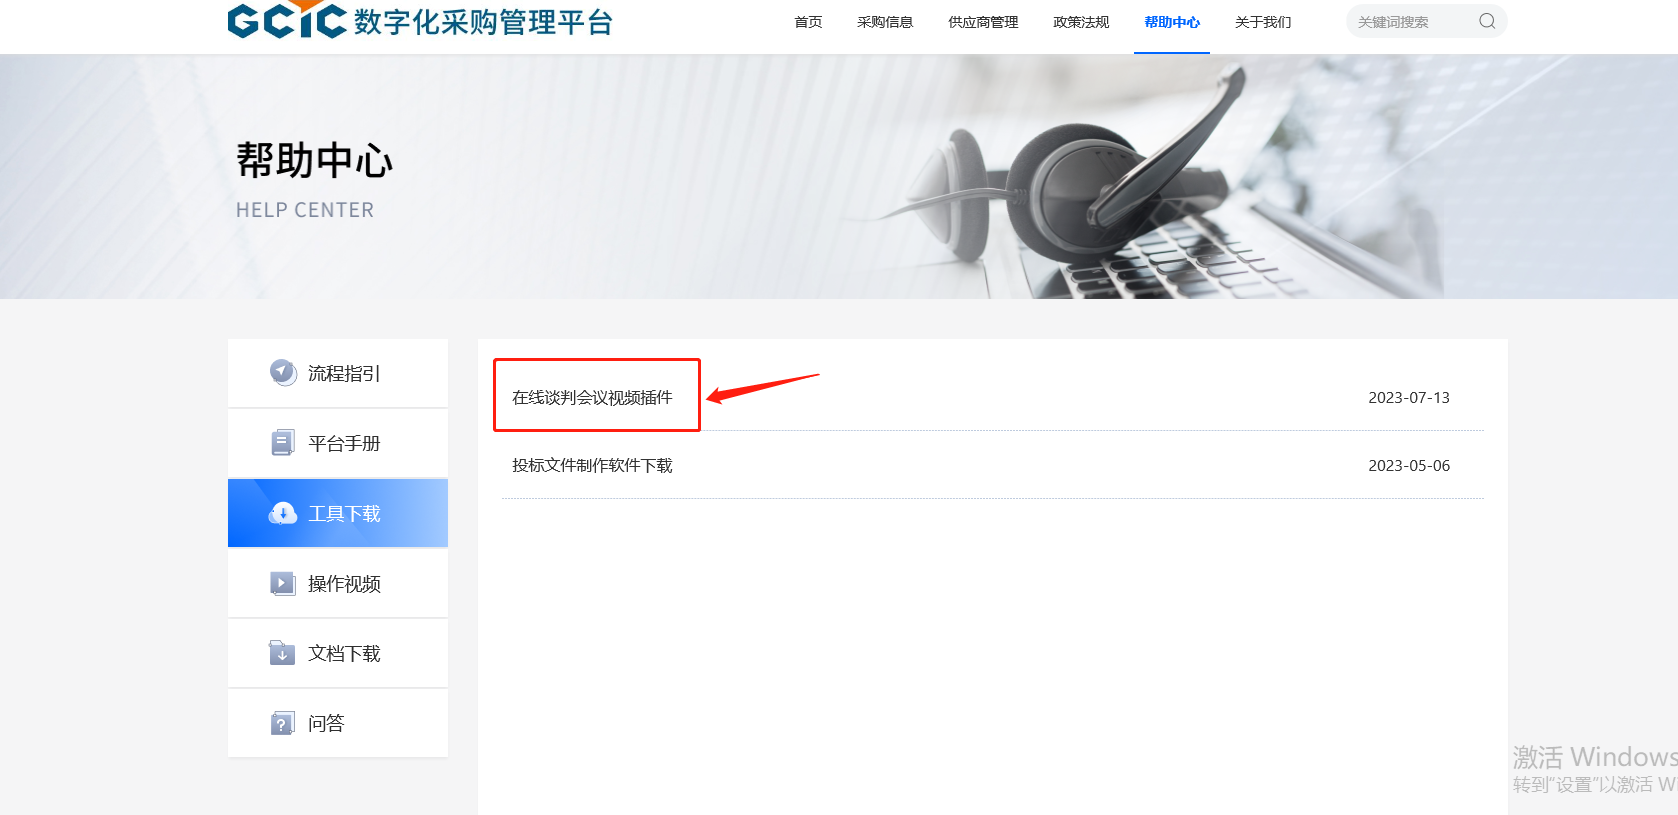 GCIC 数字化采购管理平台
首页 采购信息 供应商管理 政策法规 帮助中心 关于我们 关键词搜索
帮助中心
HELP CENTER
流程指引
平台手册
工具下载
操作视频
文档下载
问答
在线谈判会议视频插件 2023-07-13
投标文件制作软件下载 2023-05-06
激活 Windows
转到“设置”以激活 Wi